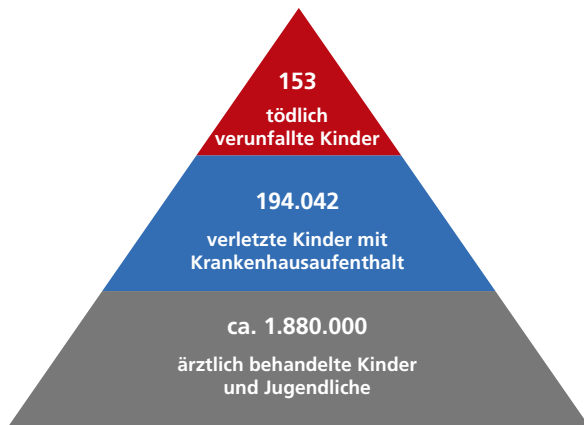 153
tödlich
verunfallte Kinder
194.042
verletzte Kinder mit
Krankenhausaufenthalt
ca. 1.880.000
ärztlich behandelte Kinder
und Jugendliche